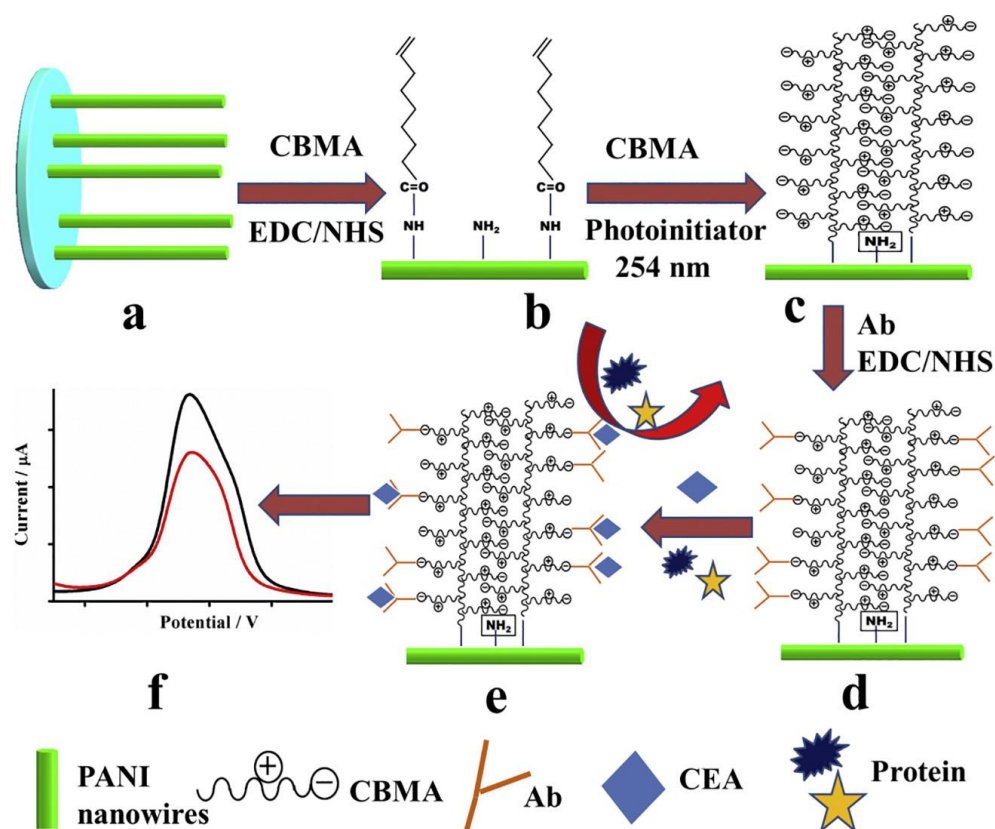 CBMA
EDC/NHS
C=O
NH
NH₂
C=O
NH
CBMA
Photoinitiator
254 nm
NH₂
a
b
c
Ab
EDC/NHS
Current / μA
Potential / V
NH₂
NH₂
f
e
d
PANI
nanowires
CBMA
Ab
CEA
Protein